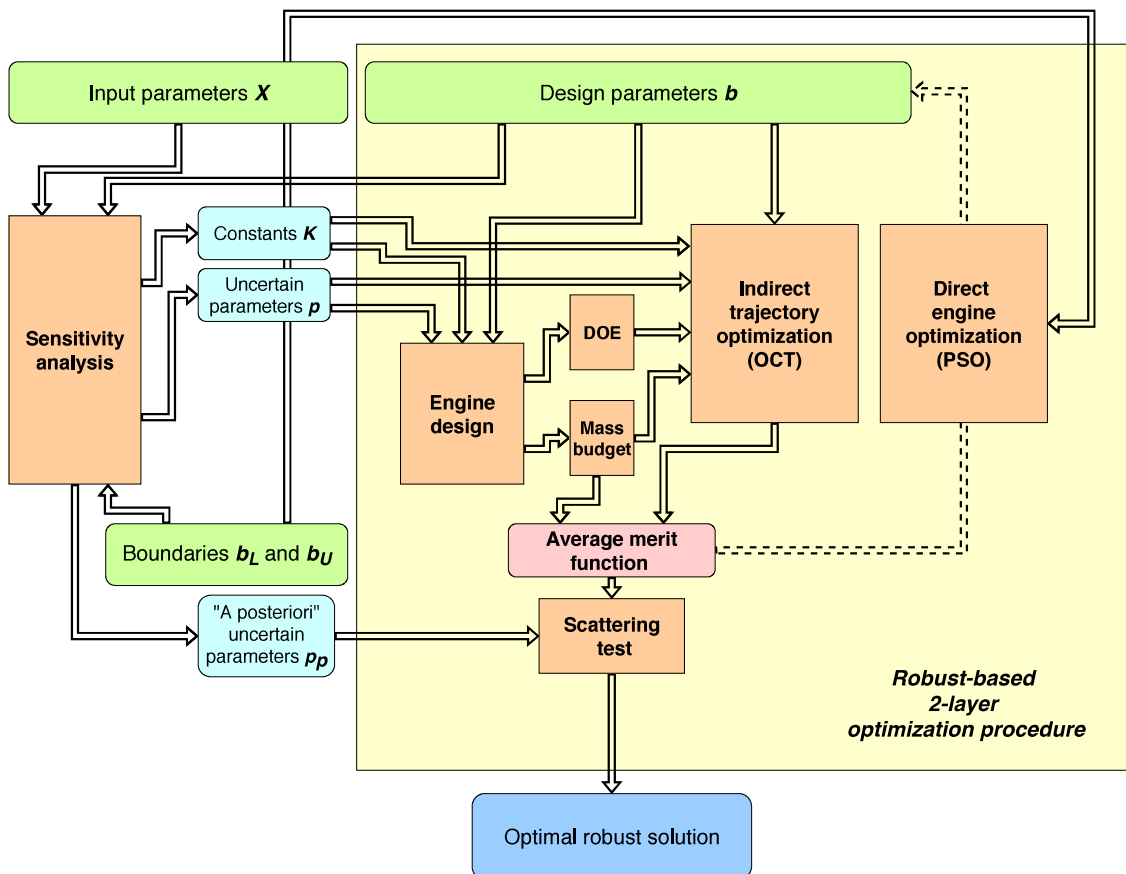 Input parameters X
Design parameters b
Constants K
Uncertain
parameters p
Sensitivity
analysis
Engine
design
DOE
Mass
budget
Indirect
trajectory
optimization
(OCT)
Direct
engine
optimization
(PSO)
Boundaries bL and bU
Average merit
function
"A posteriori"
uncertain
parameters pp
Scattering
test
Robust-based
2-layer
optimization procedure
Optimal robust solution